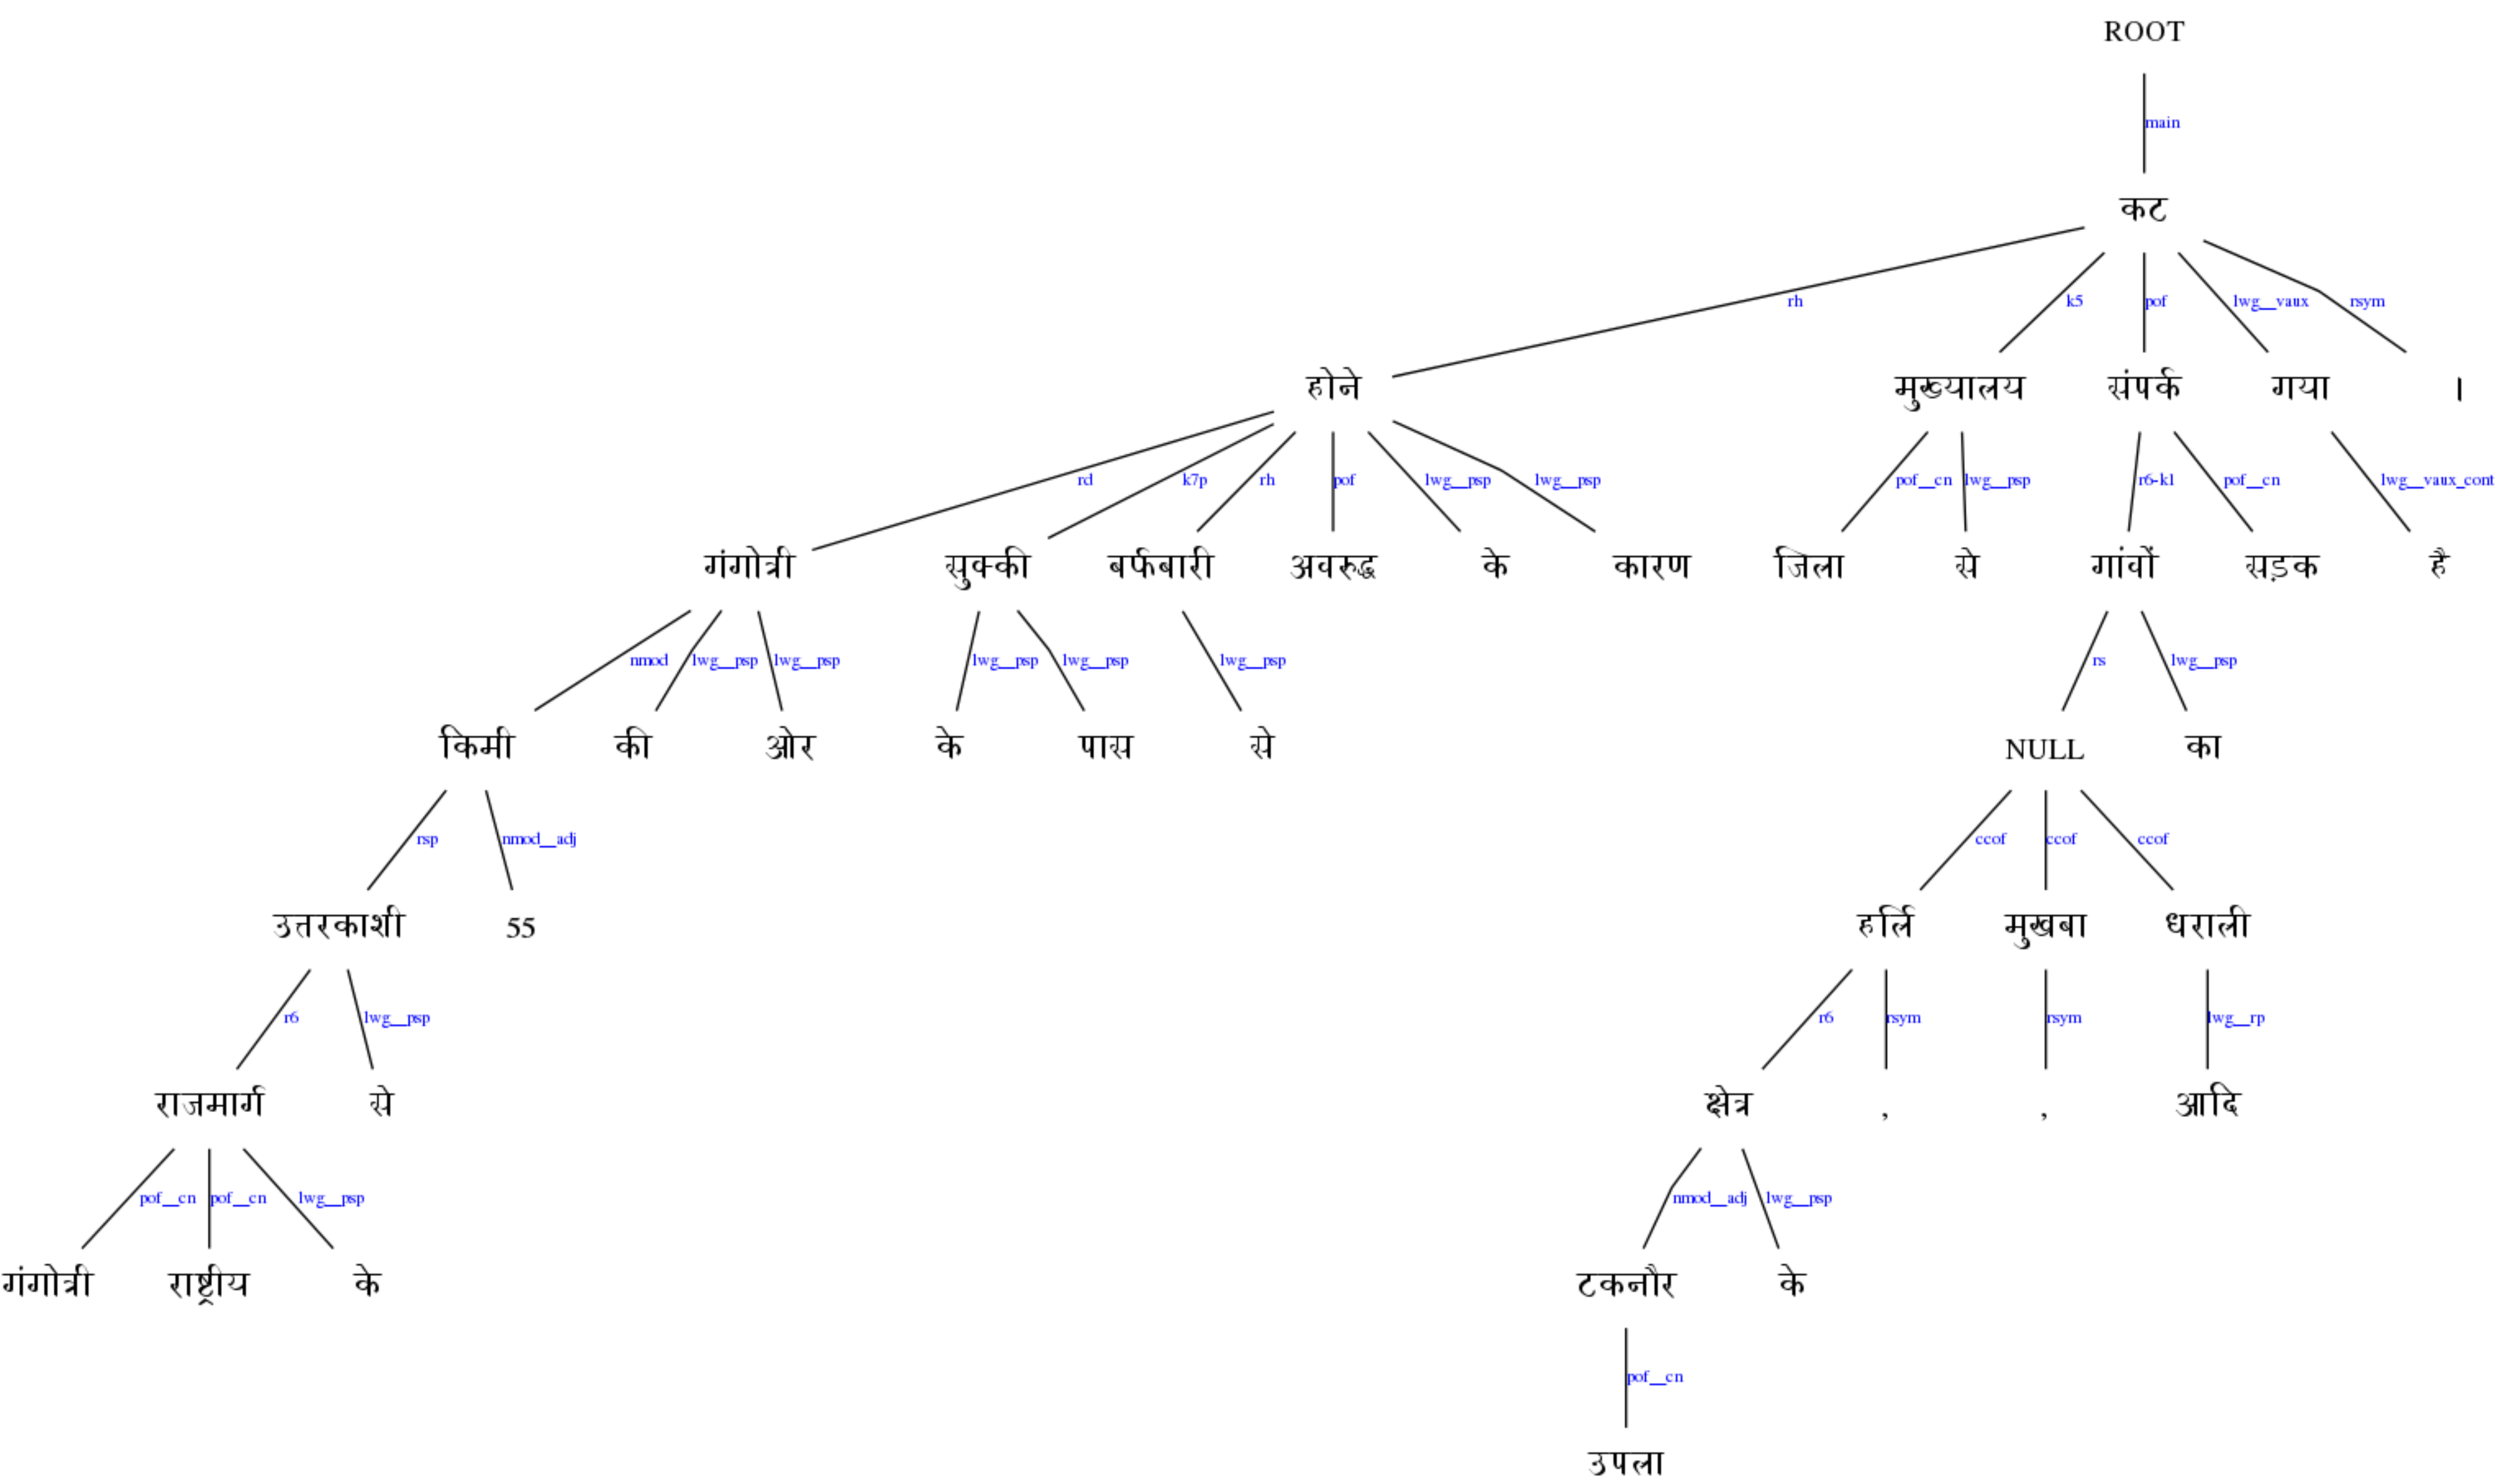 ROOT
main
कट
rh k5 pof lwg__vaux rsym
होने मुख्यालय संपर्क गया ।
rd k7p rh pof lwg__psp lwg__psp pof__cn lwg__psp r6-k1 pof__cn lwg__vaux_cont
गंगोत्री सुक्की बर्फबारी अवरुद्ध के कारण जिला से गांवों सड़क है
nmod lwg__psp lwg__psp lwg__psp lwg__psp lwg__psp rs lwg__psp
किमी की ओर के पास से NULL का
rsp nmod__adj ccof ccof ccof
उत्तरकाशी 55 हर्लि मुखबा धराली
r6 lwg__psp r6 rsym rsym lwg__rp
राजमार्ग से क्षेत्र , , आदि
pof__cn pof__cn lwg__psp nmod__adj lwg__psp
गंगोत्री राष्ट्रीय के टकनौर के
pof__cn
उपला